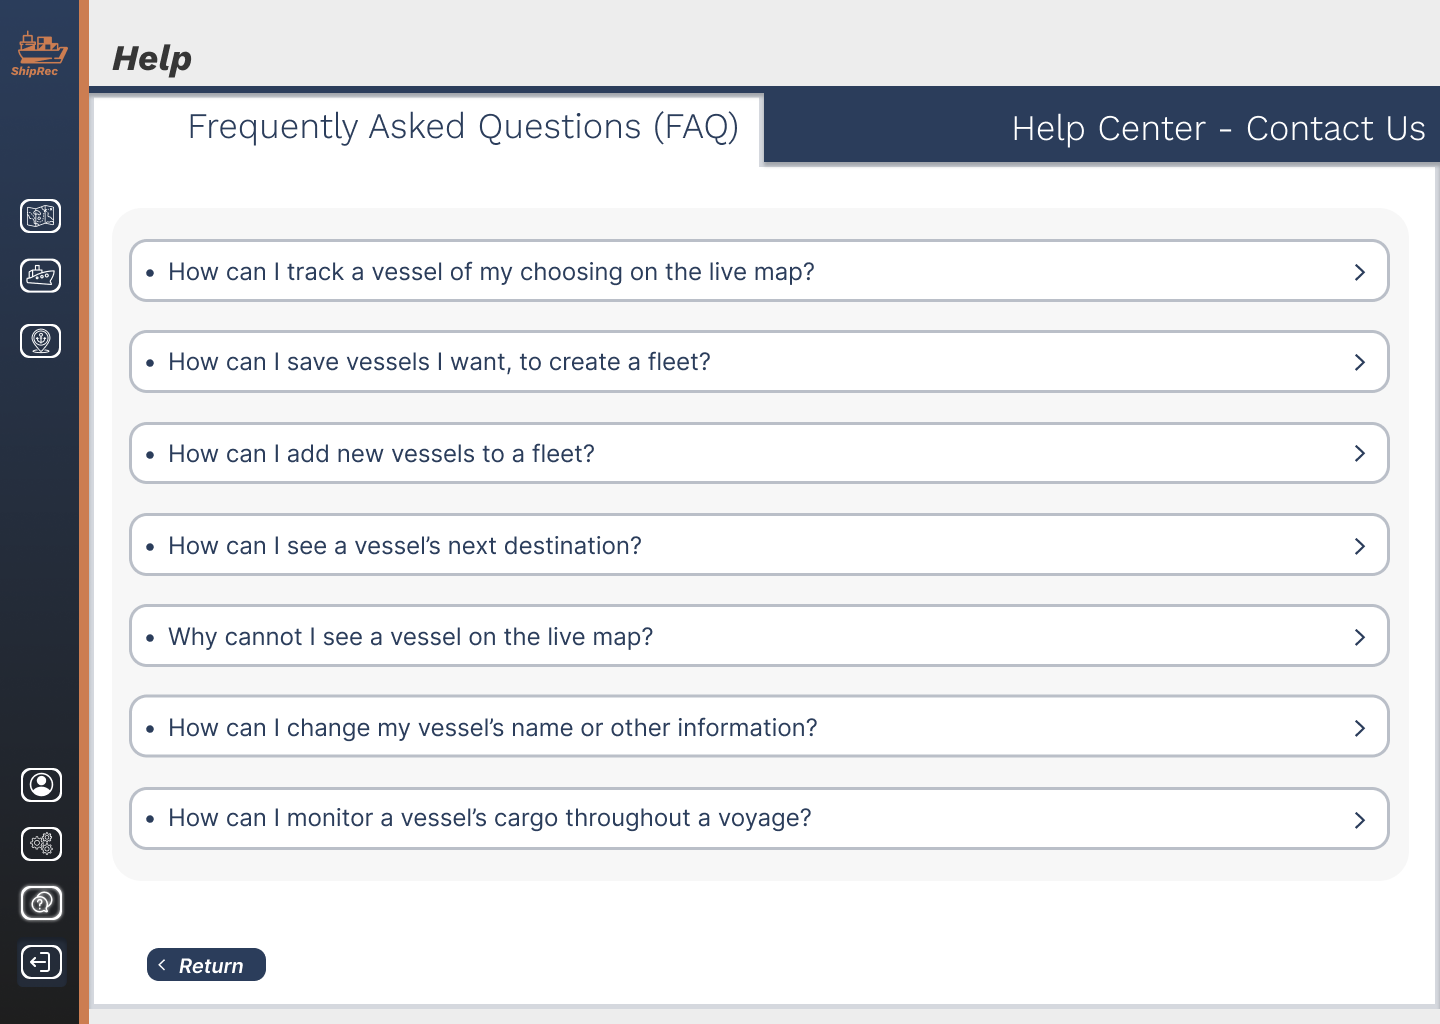 ShipRec
Help
Frequently Asked Questions (FAQ)
Help Center - Contact Us
• How can I track a vessel of my choosing on the live map?
• How can I save vessels I want, to create a fleet?
• How can I add new vessels to a fleet?
• How can I see a vessel’s next destination?
• Why cannot I see a vessel on the live map?
• How can I change my vessel’s name or other information?
• How can I monitor a vessel’s cargo throughout a voyage?
Return